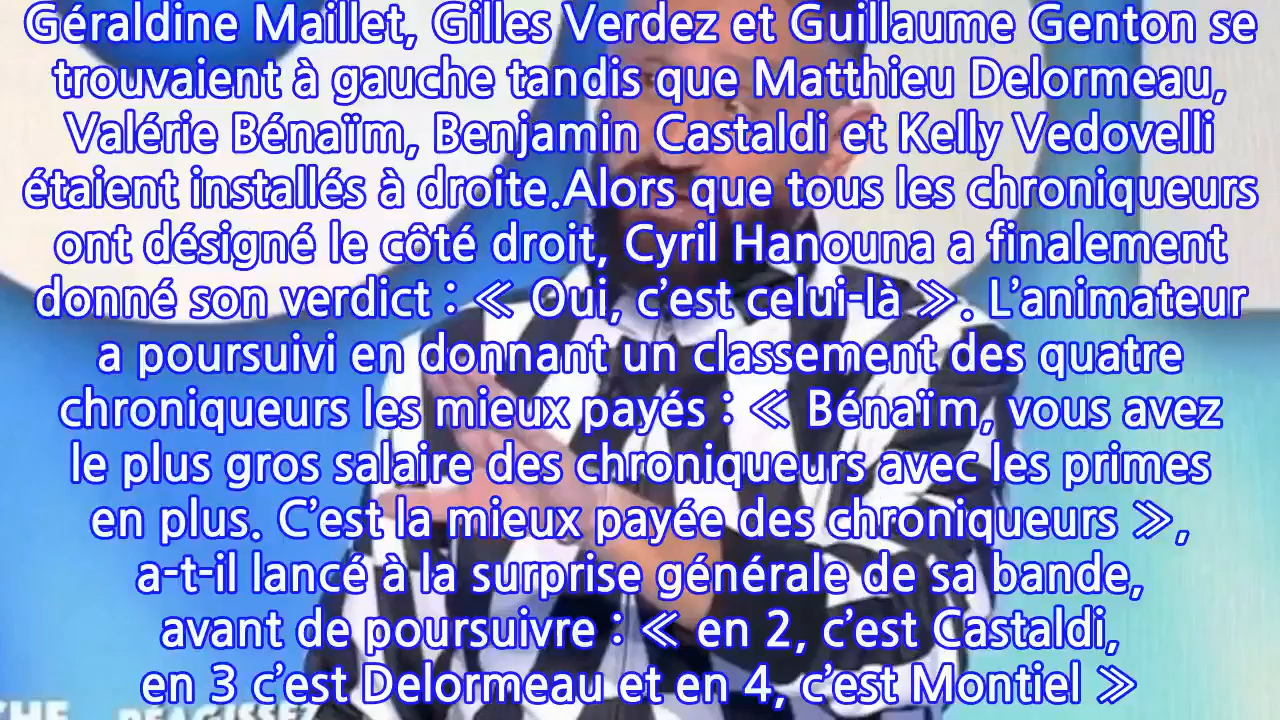 Géraldine Maillet, Gilles Verdez et Guillaume Genton se
trouvaient à gauche tandis que Matthieu Delormeau,
Valérie Bénaïm, Benjamin Castaldi et Kelly Vedovelli
étaient installés à droite.Alors que tous les chroniqueurs
ont désigné le côté droit, Cyril Hanouna a finalement
donné son verdict : « Oui, c’est celui-là ». L’animateur
a poursuivi en donnant un classement des quatre
chroniqueurs les mieux payés : « Bénaïm, vous avez
le plus gros salaire des chroniqueurs avec les primes
en plus. C’est la mieux payée des chroniqueurs »,
a-t-il lancé à la surprise générale de sa bande,
avant de poursuivre : « en 2, c’est Castaldi,
en 3 c’est Delormeau et en 4, c’est Montiel »
RÉAGISSEZ